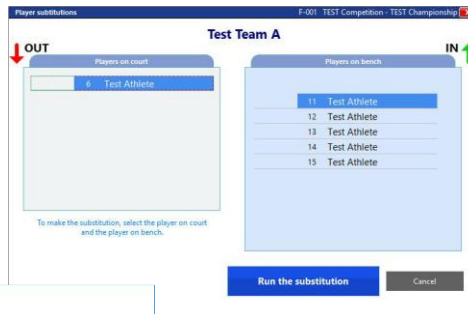 Player subtitutions
F-001 TEST Competition - TEST Championship
Test Team A
OUT
IN
Players on court
Players on bench
6 Test Athlete
11 Test Athlete
12 Test Athlete
13 Test Athlete
14 Test Athlete
15 Test Athlete
To make the substitution, select the player on court
and the player on bench.
Run the substitution
Cancel